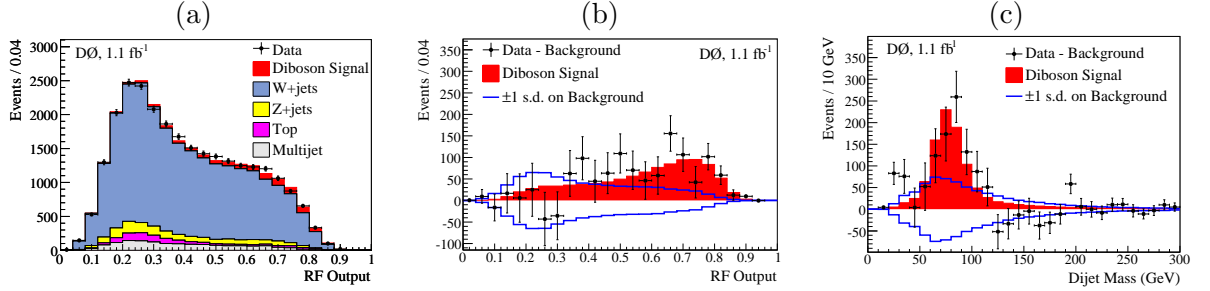 (a)
DØ, 1.1 fb-1
Data
Diboson Signal
W+jets
Z+jets
Top
Multijet
Events / 0.04
3000
2500
2000
1500
1000
500
0
0 0.1 0.2 0.3 0.4 0.5 0.6 0.7 0.8 0.9 1
RF Output
(b)
DØ, 1.1 fb-1
Data - Background
Diboson Signal
±1 s.d. on Background
Events / 0.04
350
300
250
200
150
100
50
0
-50
-100
0 0.1 0.2 0.3 0.4 0.5 0.6 0.7 0.8 0.9 1
RF Output
(c)
DØ, 1.1 fb-1
Data - Background
Diboson Signal
±1 s.d. on Background
Events / 10 GeV
350
300
250
200
150
100
50
0
-50
0 50 100 150 200 250 300
Dijet Mass (GeV)